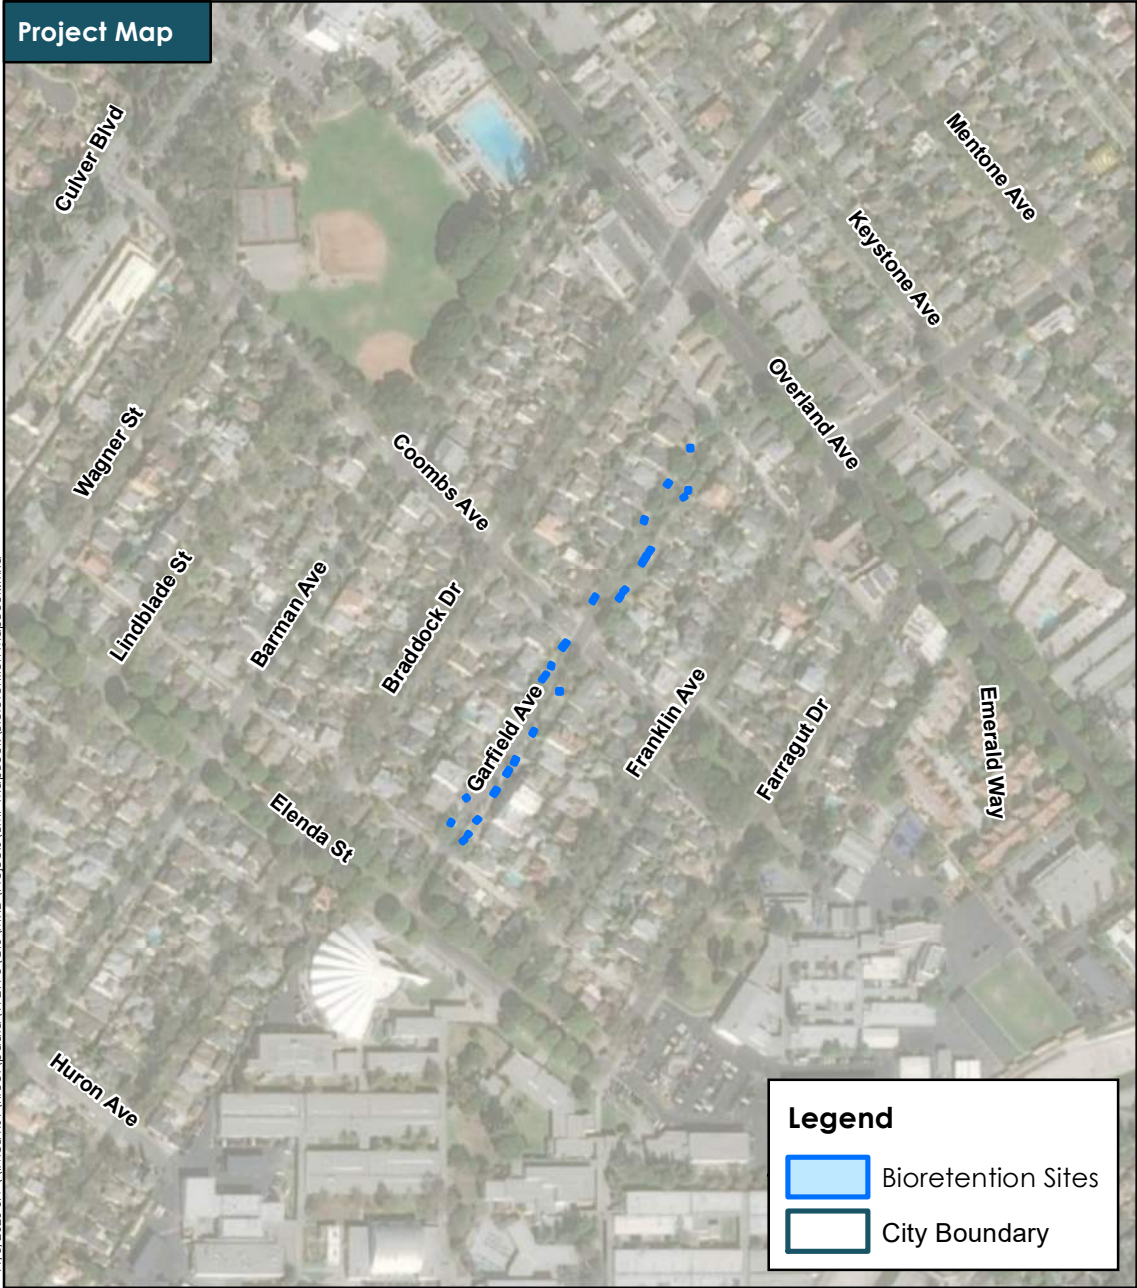 Project Map
Culver Blvd
Mentone Ave
Keystone Ave
Overland Ave
Wagner St
Coombs Ave
Lindblade St
Barman Ave
Braddock Dr
Garfield Ave
Franklin Ave
Farragut Dr
Emerald Way
Elenda St
Huron Ave
Legend
Bioretention Sites
City Boundary